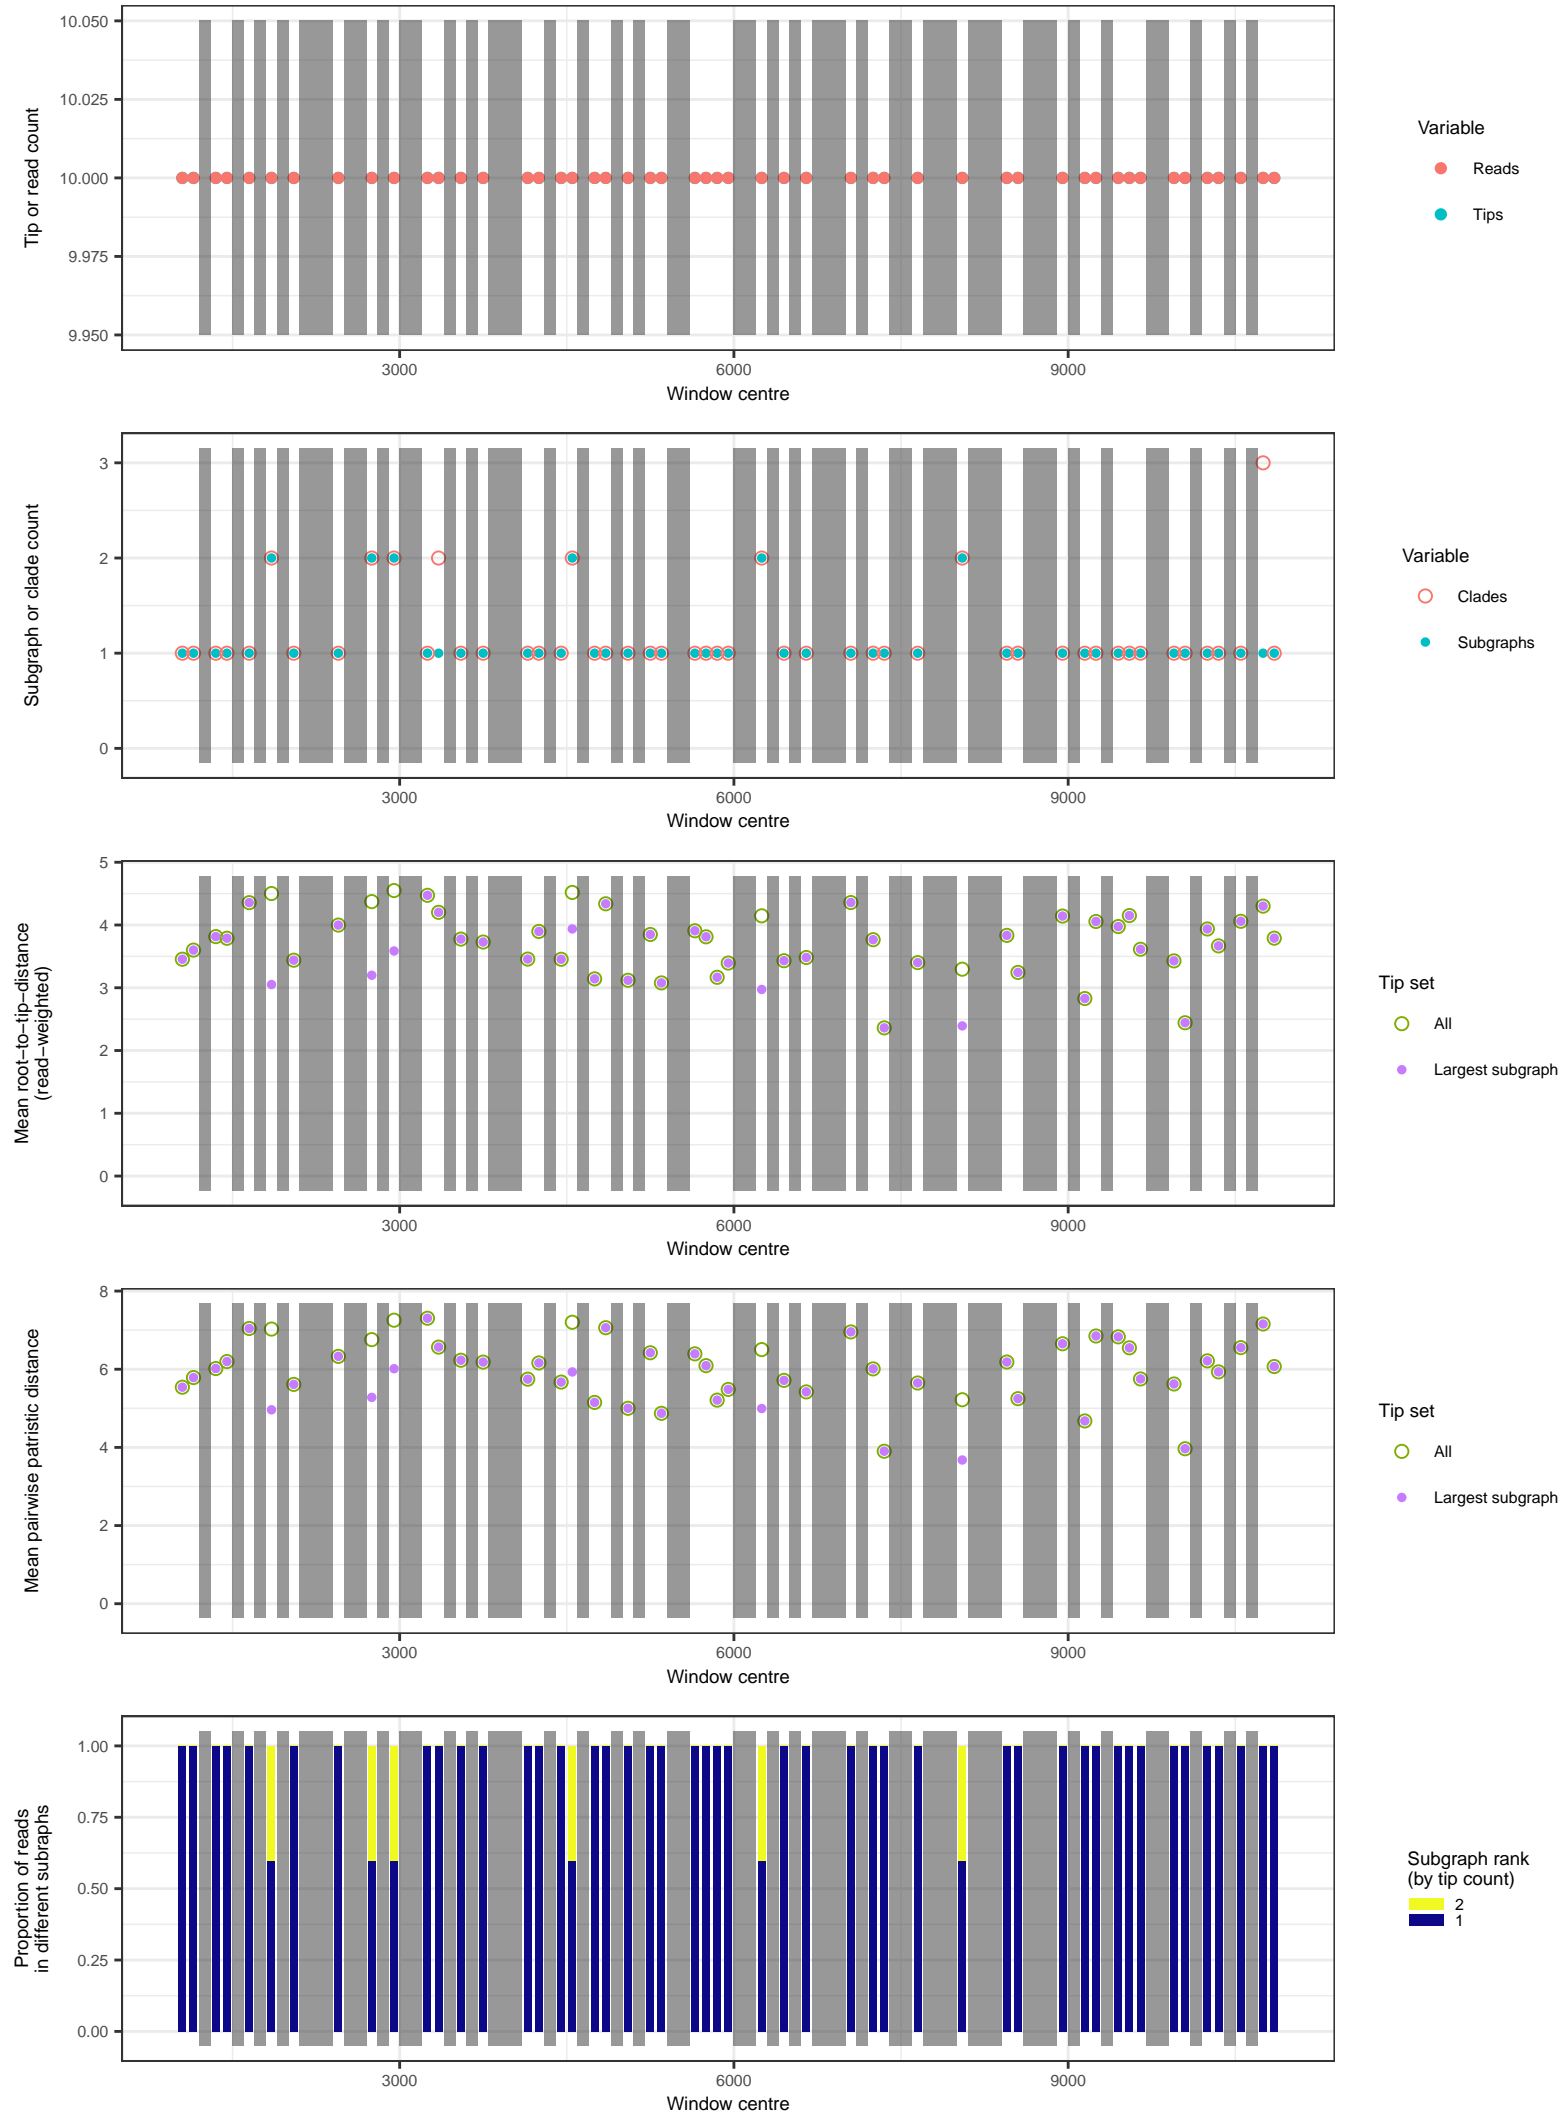 10.050
10.025
10.000
9.975
9.950
Tip or read count
3000
6000
9000
Window centre
Variable
Reads
Tips
3
2
1
0
Subgraph or clade count
3000
6000
9000
Window centre
Variable
Clades
Subgraphs
5
4
3
2
1
0
Mean root−to−tip−distance
(read−weighted)
3000
6000
9000
Window centre
Tip set
All
Largest subgraph
8
6
4
2
0
Mean pairwise patristic distance
3000
6000
9000
Window centre
Tip set
All
Largest subgraph
1.00
0.75
0.50
0.25
0.00
Proportion of reads
in different subraphs
3000
6000
9000
Window centre
Subgraph rank
(by tip count)
2
1